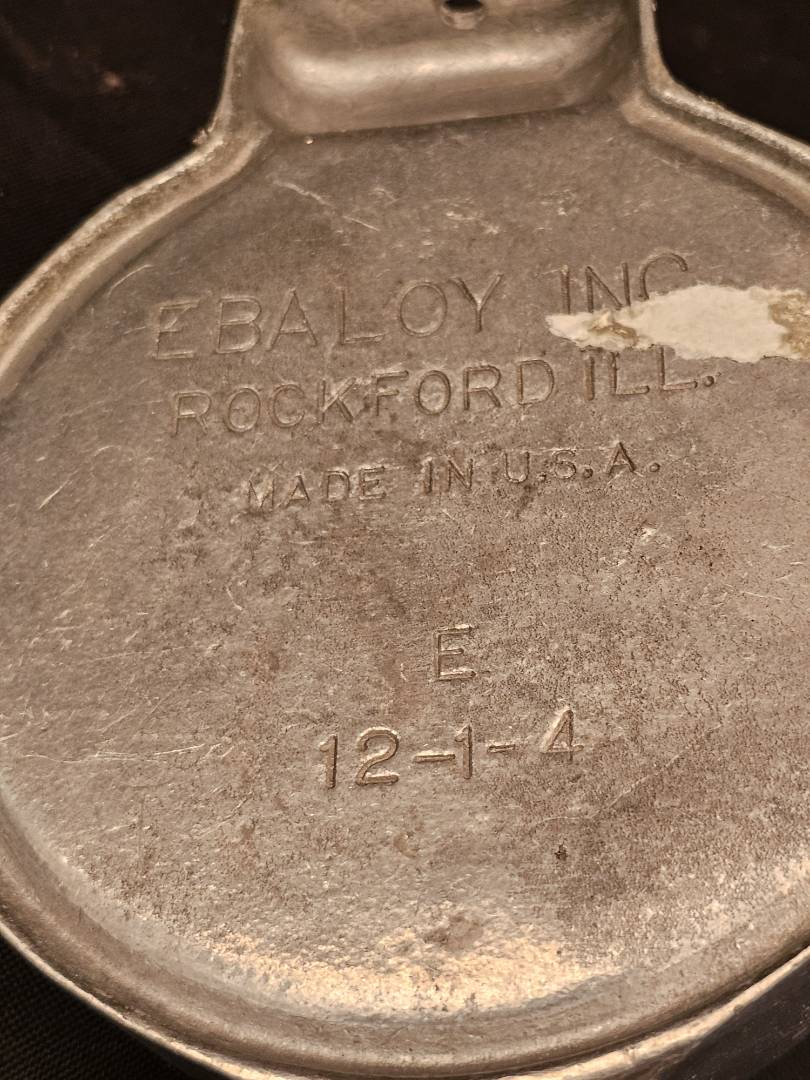 EBALOY INC
ROCKFORD ILL.
MADE IN U.S.A.
E
12-1-4